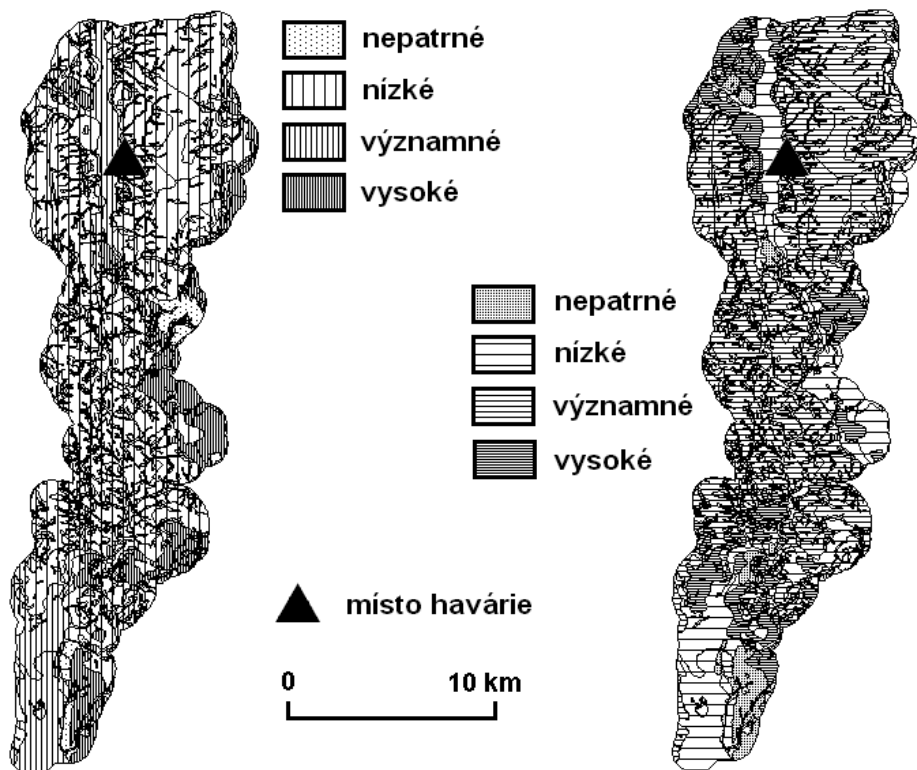 nepatrné
nízké
významné
vysoké
nepatrné
nízké
významné
vysoké
místo havárie
0 10 km